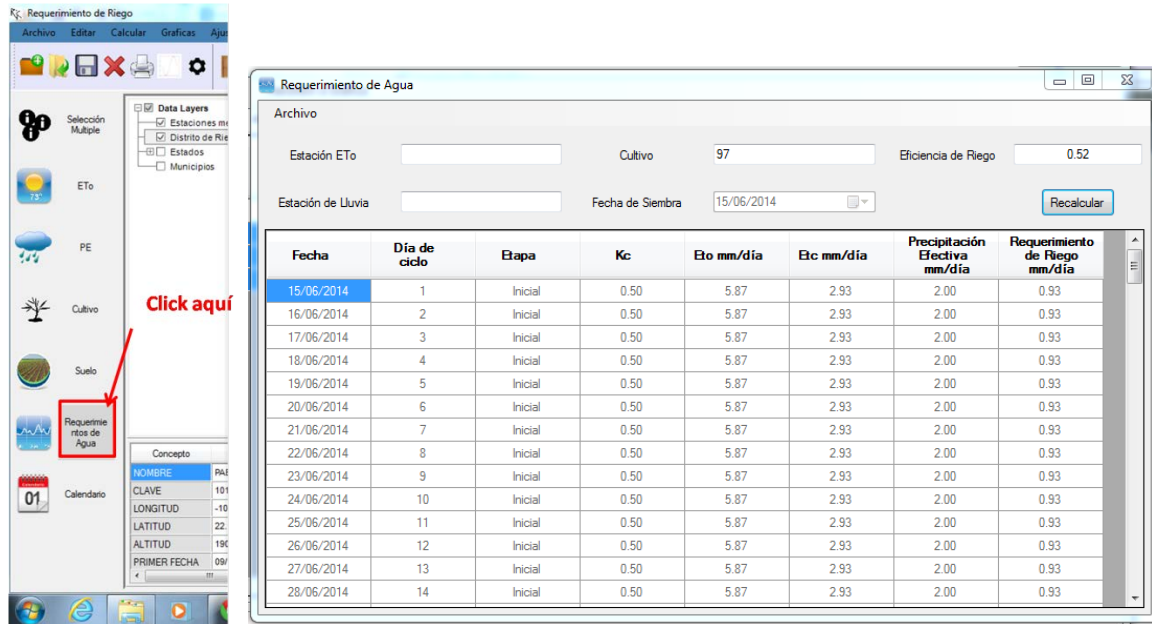 Requerimiento de Riego
Archivo Editar Calcular Graficas
Selección
Multiple
ETo
73°
PE
Cultivo
Suelo
Requerimie
ntos de
Agua
01
Calendario
Data Layers
Estaciones
Distrito de
Estados
Municipios
Click aquí
Concepto
NOMBRE
CLAVE
LONGITUD
LATITUD
ALTITUD
PRIMER FECHA
Requerimiento de Agua
Archivo
Estación ETo Cultivo 97 Eficiencia de Riego 0.52
Estación de Lluvia Fecha de Siembra 15/06/2014 Recalcular
Fecha Día de ciclo Etapa Kc Eto mm/día Etc mm/día Precipitación Efectiva mm/día Requerimiento de Riego mm/día
15/06/2014 1 Inicial 0.50 5.87 2.93 2.00 0.93
16/06/2014 2 Inicial 0.50 5.87 2.93 2.00 0.93
17/06/2014 3 Inicial 0.50 5.87 2.93 2.00 0.93
18/06/2014 4 Inicial 0.50 5.87 2.93 2.00 0.93
19/06/2014 5 Inicial 0.50 5.87 2.93 2.00 0.93
20/06/2014 6 Inicial 0.50 5.87 2.93 2.00 0.93
21/06/2014 7 Inicial 0.50 5.87 2.93 2.00 0.93
22/06/2014 8 Inicial 0.50 5.87 2.93 2.00 0.93
23/06/2014 9 Inicial 0.50 5.87 2.93 2.00 0.93
24/06/2014 10 Inicial 0.50 5.87 2.93 2.00 0.93
25/06/2014 11 Inicial 0.50 5.87 2.93 2.00 0.93
26/06/2014 12 Inicial 0.50 5.87 2.93 2.00 0.93
27/06/2014 13 Inicial 0.50 5.87 2.93 2.00 0.93
28/06/2014 14 Inicial 0.50 5.87 2.93 2.00 0.93